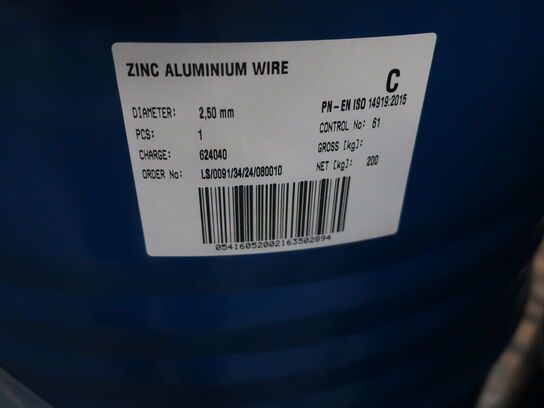 ZINC ALUMINIUM WIRE
C
DIAMETER: 2,50 mm
PN-EN ISO 14919:2015
PCS: 1
CONTROL No: 61
CHARGE: 624040
GROSS [kg]:
ORDER No: LS/0091/34/24/080010
NET [kg]: 200
05416052002163502894